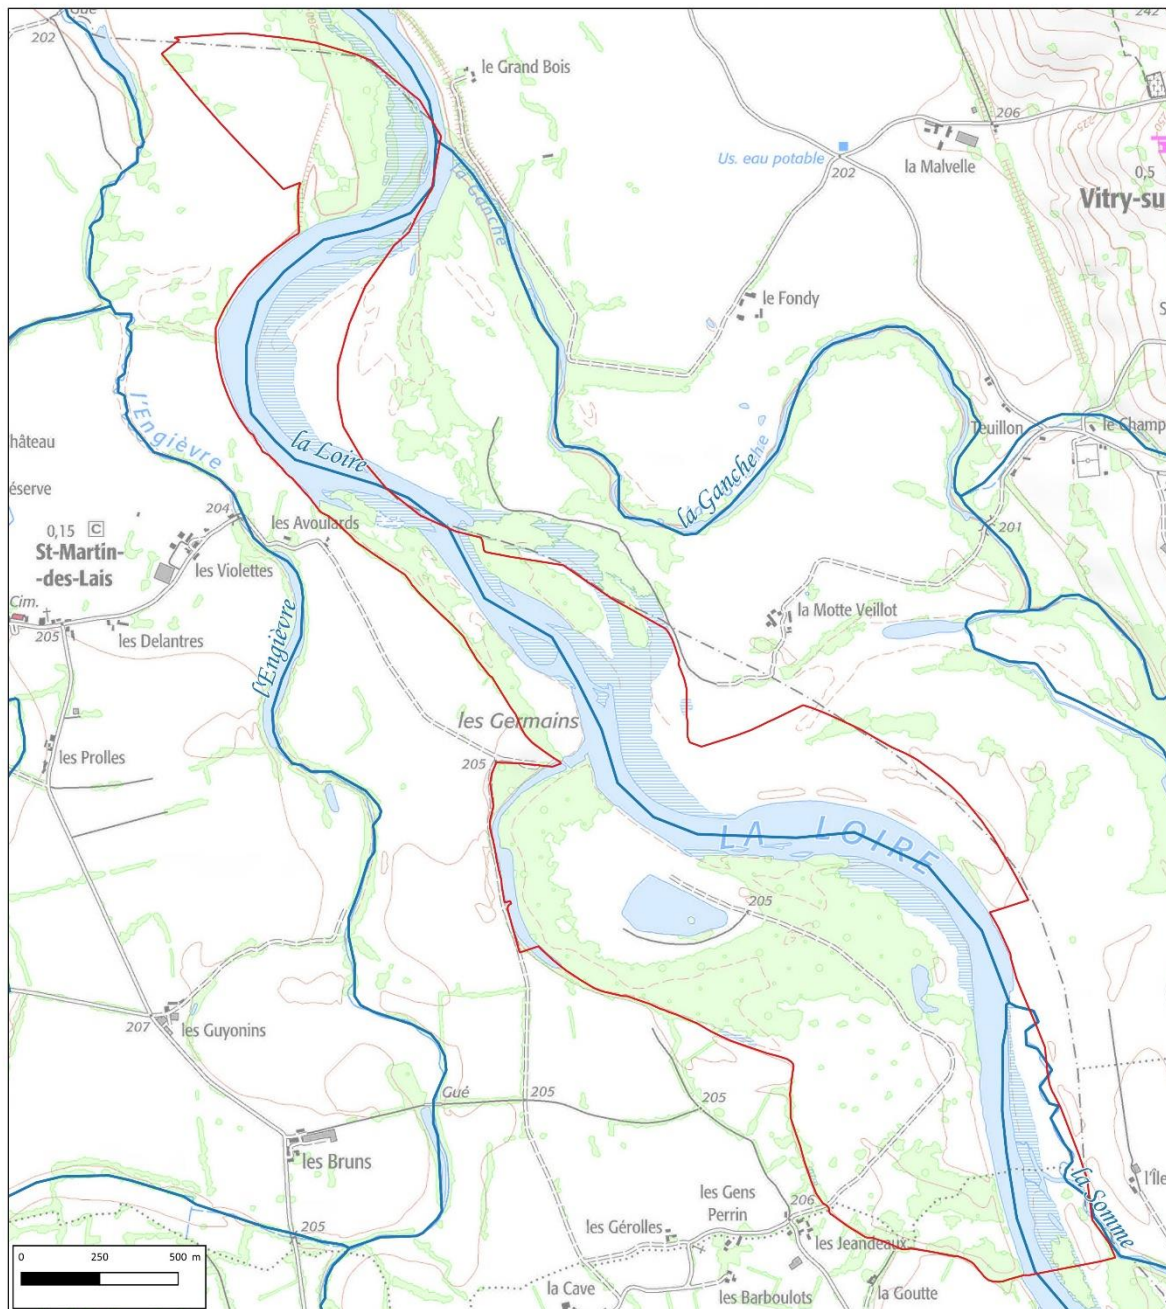 Gué
202
202
le Grand Bois
242
206
la Malvelle
Us. eau potable
202
0,5
Vitry-su
225
la Ganche
le Fondy
l'Engièvre
la Loire
Teuillon
le Champ
hâteau
éserve
la Ganche
204
les Avoulards
0,15 C
St-Martin-
-des-Lais
201
les Violettes
Cim.
205
les Delantres
l'Engièvre
la Motte Veillot
les Germains
205
les Prolles
LA LOIRE
205
207
les Guyonins
Gué
205
205
les Bruns
la Somme
l'Île
les Gens
Perrin
206
les Gérolles
les Jeandeaux
205
0 250 500 m
la Cave
les Barboulots
la Goutte